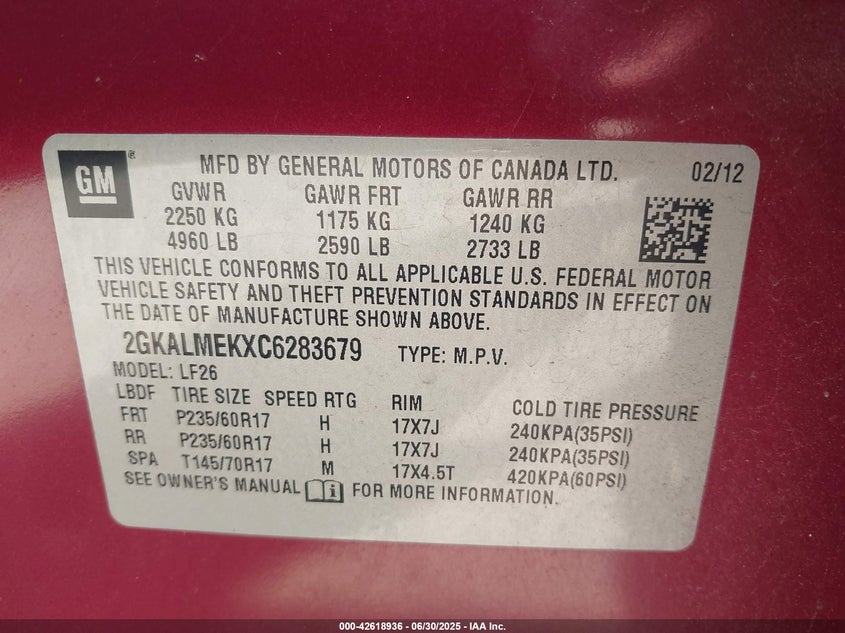 GM ®
MFD BY GENERAL MOTORS OF CANADA LTD. 02/12
GVWR GAWR FRT GAWR RR
2250 KG 1175 KG 1240 KG
4960 LB 2590 LB 2733 LB
THIS VEHICLE CONFORMS TO ALL APPLICABLE U.S. FEDERAL MOTOR
VEHICLE SAFETY AND THEFT PREVENTION STANDARDS IN EFFECT ON
THE DATE OF MANUFACTURE SHOWN ABOVE.
2GKALMEKXC6283679 TYPE: M.P.V.
MODEL: LF26
LBDF TIRE SIZE SPEED RTG RIM COLD TIRE PRESSURE
FRT P235/60R17 H 17X7J 240KPA(35PSI)
RR P235/60R17 H 17X7J 240KPA(35PSI)
SPA T145/70R17 M 17X4.5T 420KPA(60PSI)
SEE OWNER'S MANUAL FOR MORE INFORMATION.
000-42618936 - 06/30/2025 - IAA Inc.